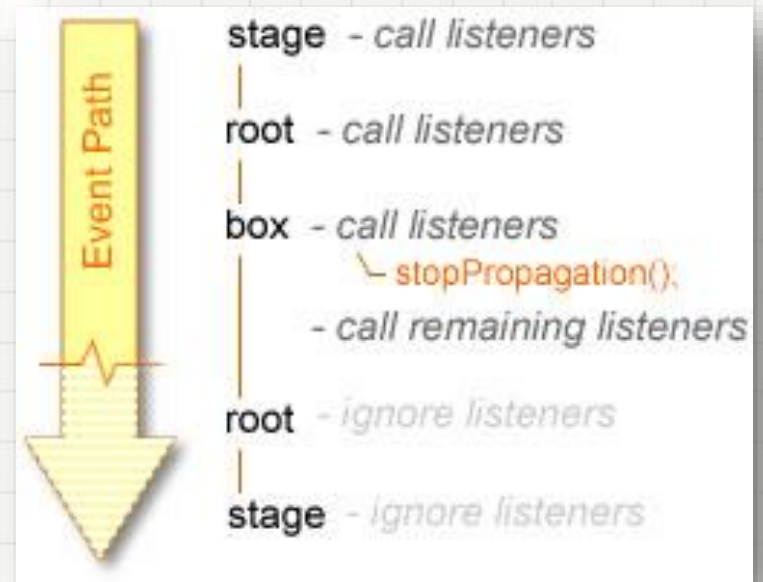 Event Path
stage - call listeners
root - call listeners
box - call listeners
stopPropagation();
- call remaining listeners
root - ignore listeners
stage - ignore listeners